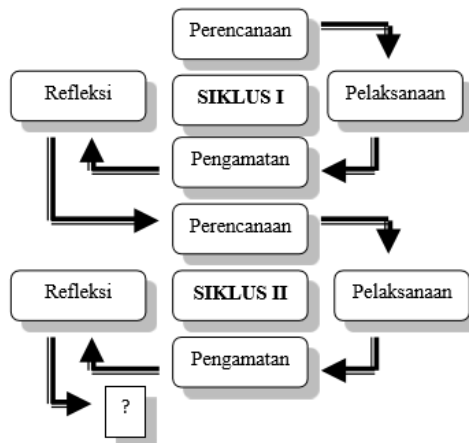 Perencanaan
Refleksi
SIKLUS I
Pelaksanaan
Pengamatan
Perencanaan
Refleksi
SIKLUS II
Pelaksanaan
Pengamatan
?